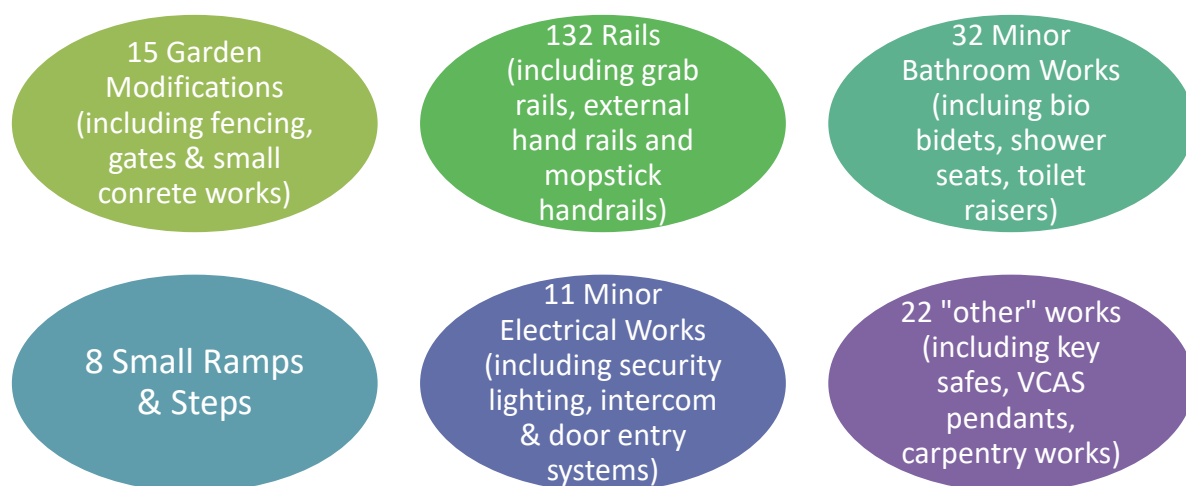 15 Garden
Modifications
(including fencing,
gates & small
conrete works)
132 Rails
(including grab
rails, external
hand rails and
mopstick
handrails)
32 Minor
Bathroom Works
(incluing bio
bidets, shower
seats, toilet
raisers)
8 Small Ramps
& Steps
11 Minor
Electrical Works
(including security
lighting, intercom
& door entry
systems)
22 "other" works
(including key
safes, VCAS
pendants,
carpentry works)